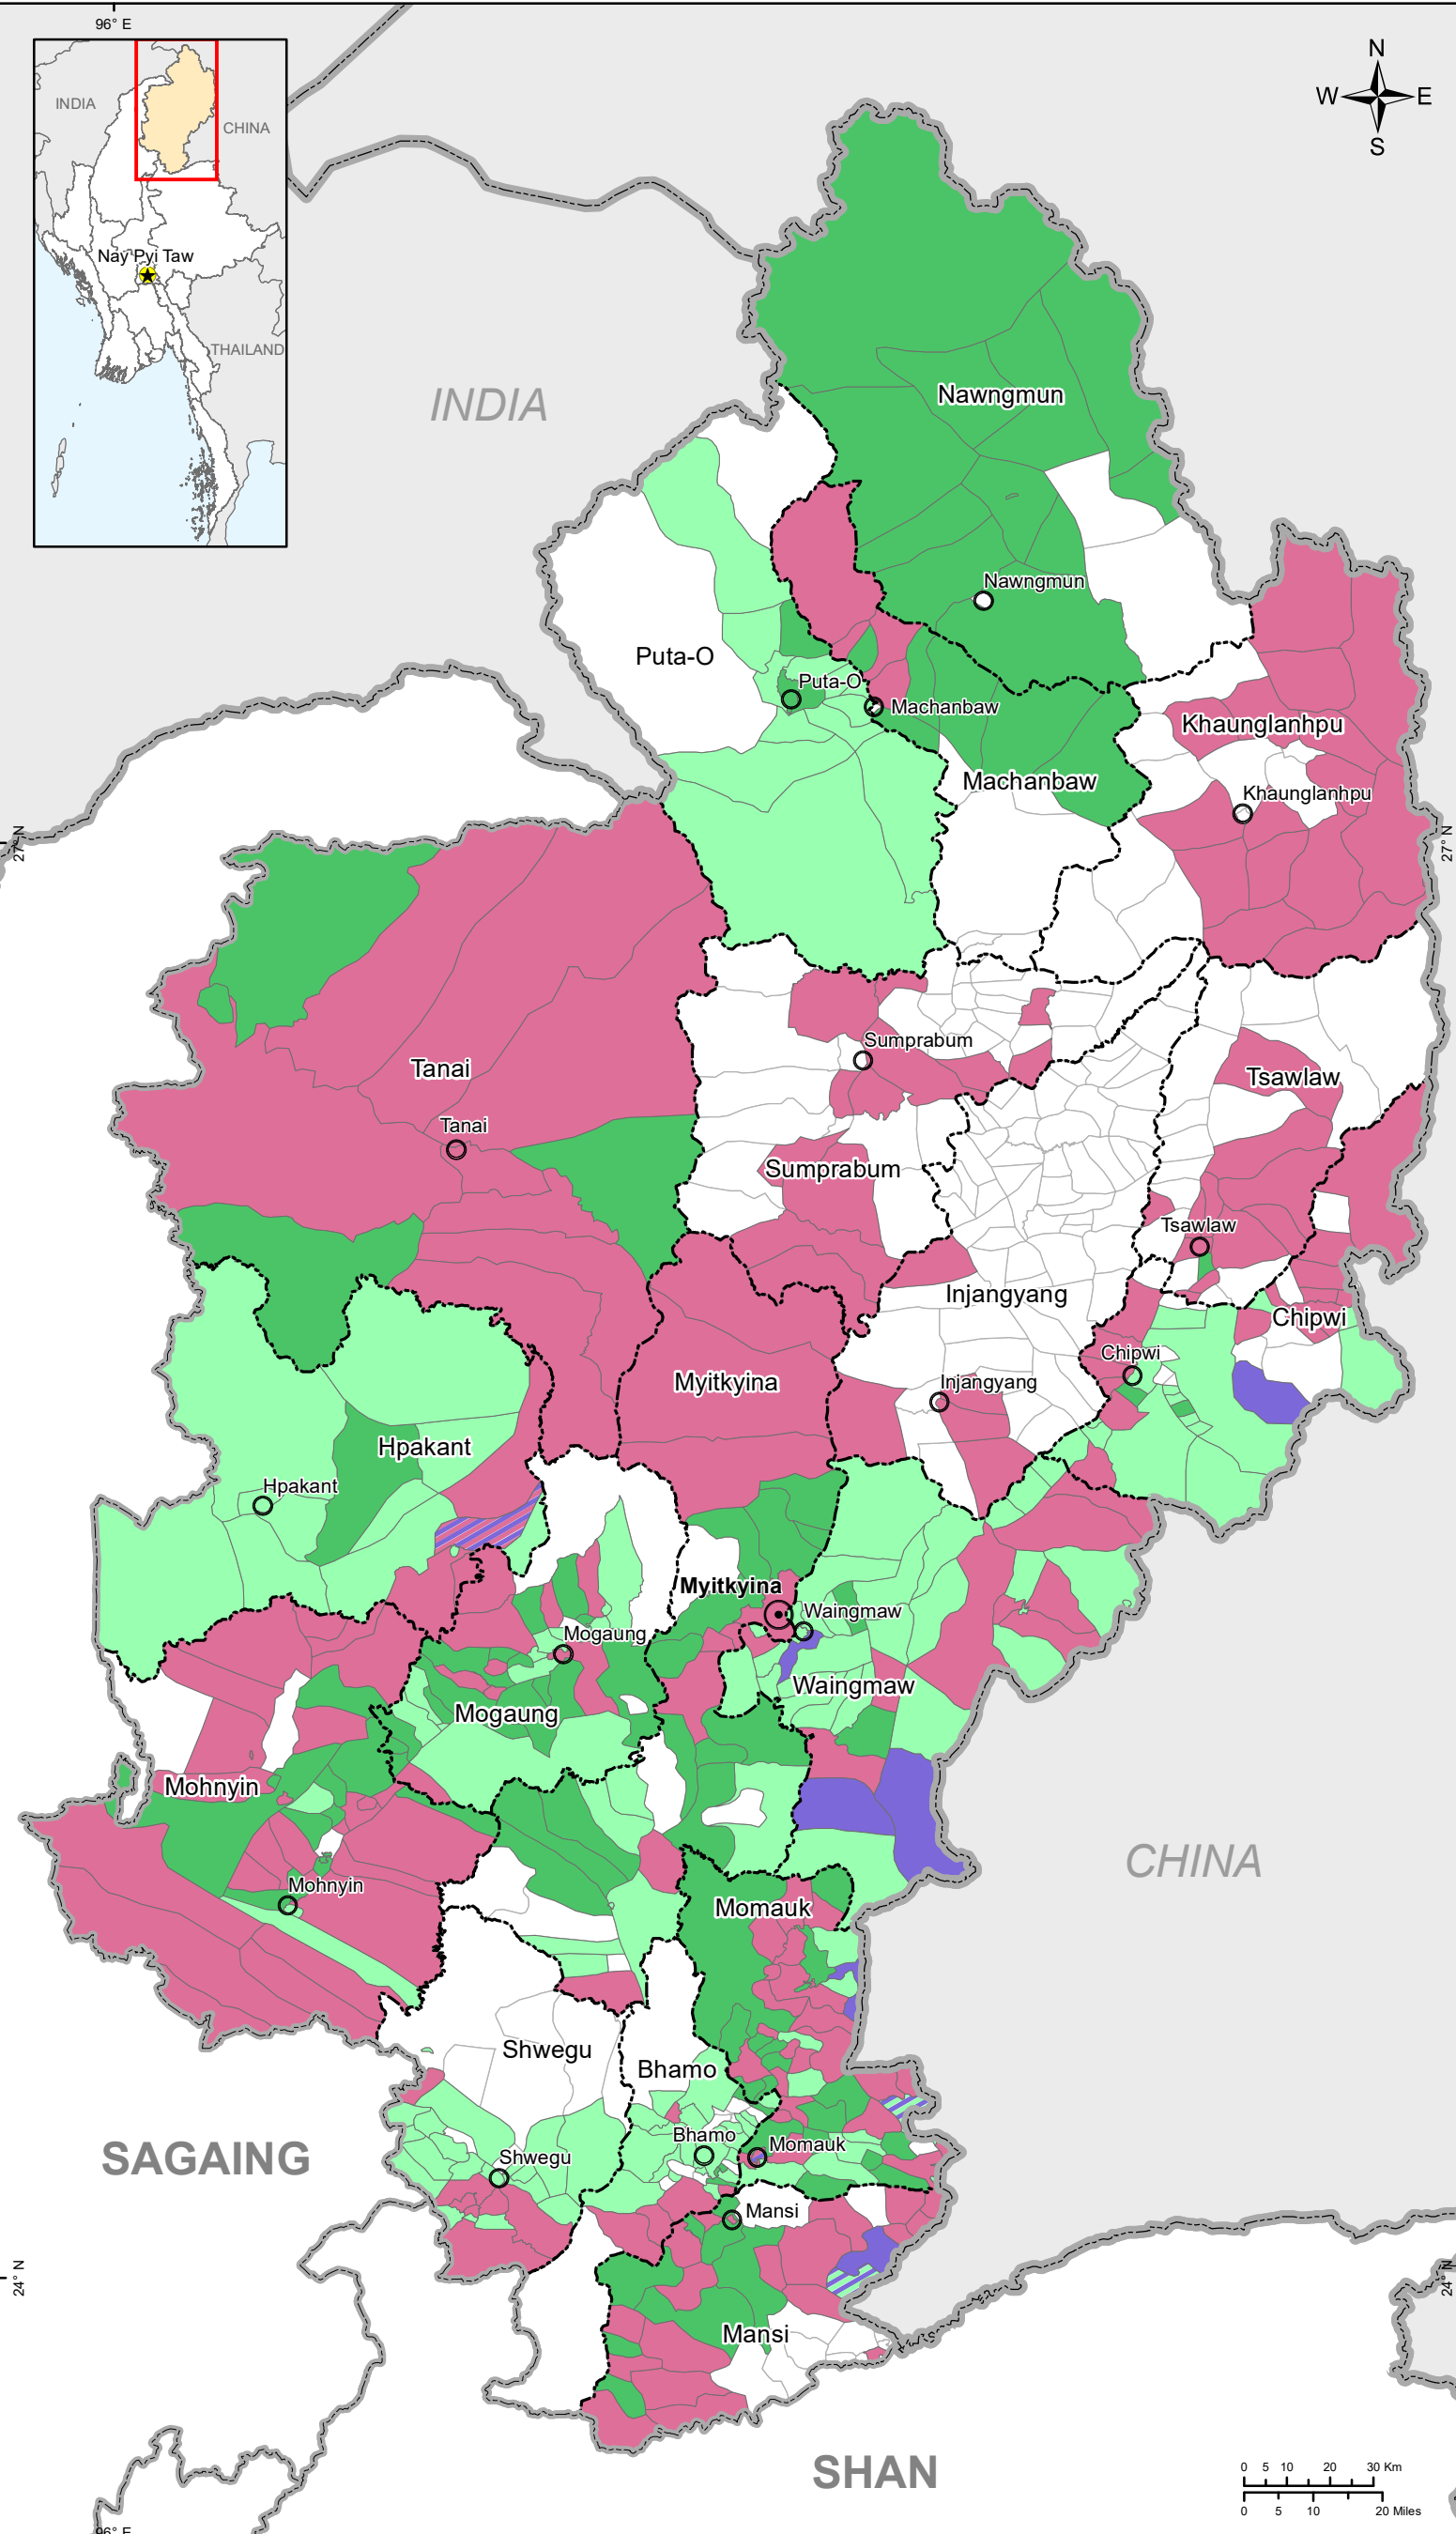 96° E
N
W E
S
INDIA
CHINA
Nay Pyi Taw
THAILAND
INDIA
Nawngmun
Nawngmun
Puta-O
Puta-O
Machanbaw
Khaunglanhpu
Machanbaw
Khaunglanhpu
27° N
27° N
Sumprabum
Tanai
Tsawlaw
Tanai
Sumprabum
Tsawlaw
Injangyang
Chipwi
Chipwi
Myitkyina
Injangyang
Hpakant
Hpakant
Myitkyina
Waingmaw
Mogaung
Waingmaw
Mogaung
Mohnyin
CHINA
Mohnyin
Momauk
Shwegu
Bhamo
Bhamo
Momauk
SAGAING
Shwegu
Mansi
24° N
24° N
Mansi
SHAN
0 5 10 20 30 Km
0 5 10 20 Miles
96° E